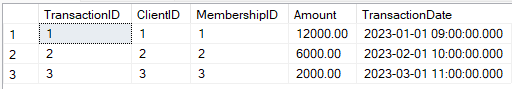 TransactionID ClientID MembershipID Amount TransactionDate
1 1 1 1 12000.00 2023-01-01 09:00:00.000
2 2 2 2 6000.00 2023-02-01 10:00:00.000
3 3 3 3 2000.00 2023-03-01 11:00:00.000